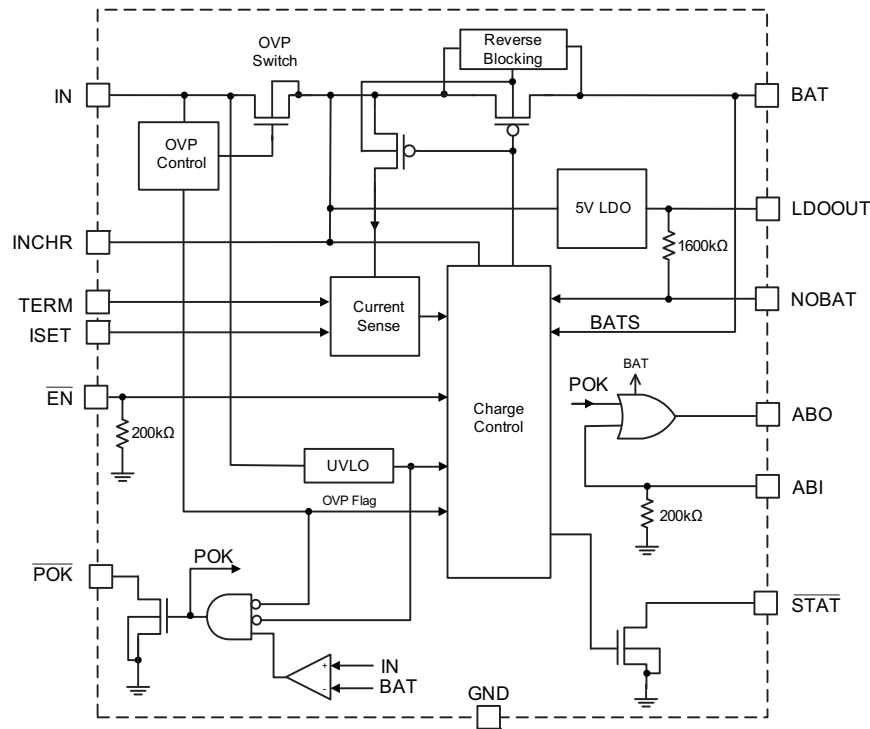 OVP
Switch
Reverse
Blocking
IN
BAT
OVP
Control
5V LDO
LDOOUT
1600kΩ
INCHR
TERM
Current
Sense
NOBAT
ISET
BATS
EN
BAT
POK
Charge
Control
ABO
200kΩ
UVLO
ABI
OVP Flag
200kΩ
POK
POK
STAT
+
IN
-
BAT
GND